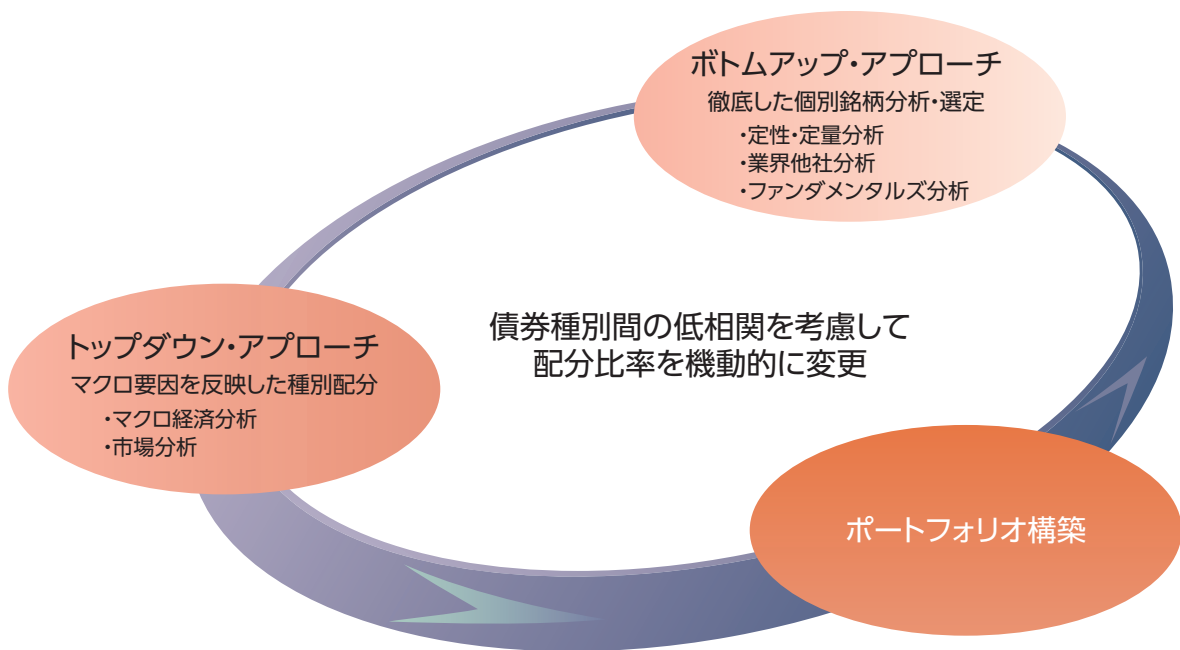 ボトムアップ・アプローチ
徹底した個別銘柄分析・選定
・定性・定量分析
・業界他社分析
・ファンダメンタルズ分析
トップダウン・アプローチ
マクロ要因を反映した種別配分
・マクロ経済分析
・市場分析
債券種別間の低相関を考慮して
配分比率を機動的に変更
ポートフォリオ構築